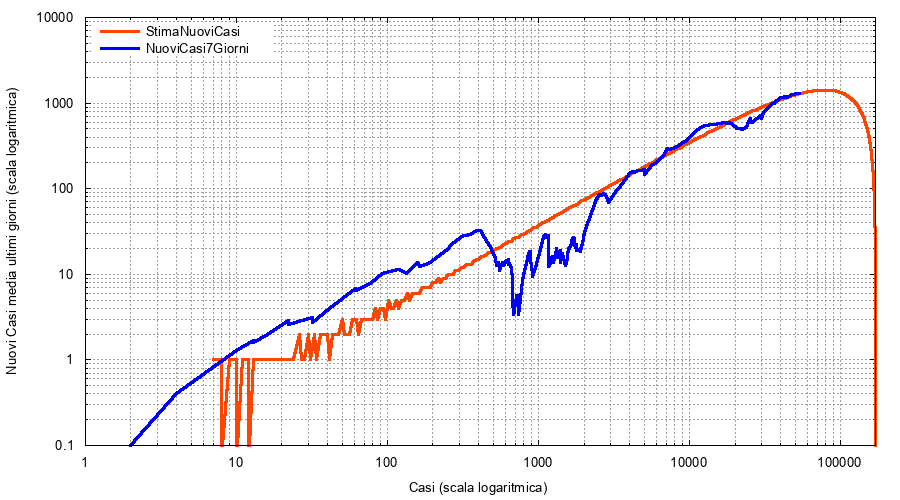 10000
1000
100
10
1
0.1
StimaNuoviCasi
NuoviCasi7Giorni
Nuovi Casi media ultimi giorni (scala logaritmica)
1 10 100 1000 10000 100000
Casi (scala logaritmica)